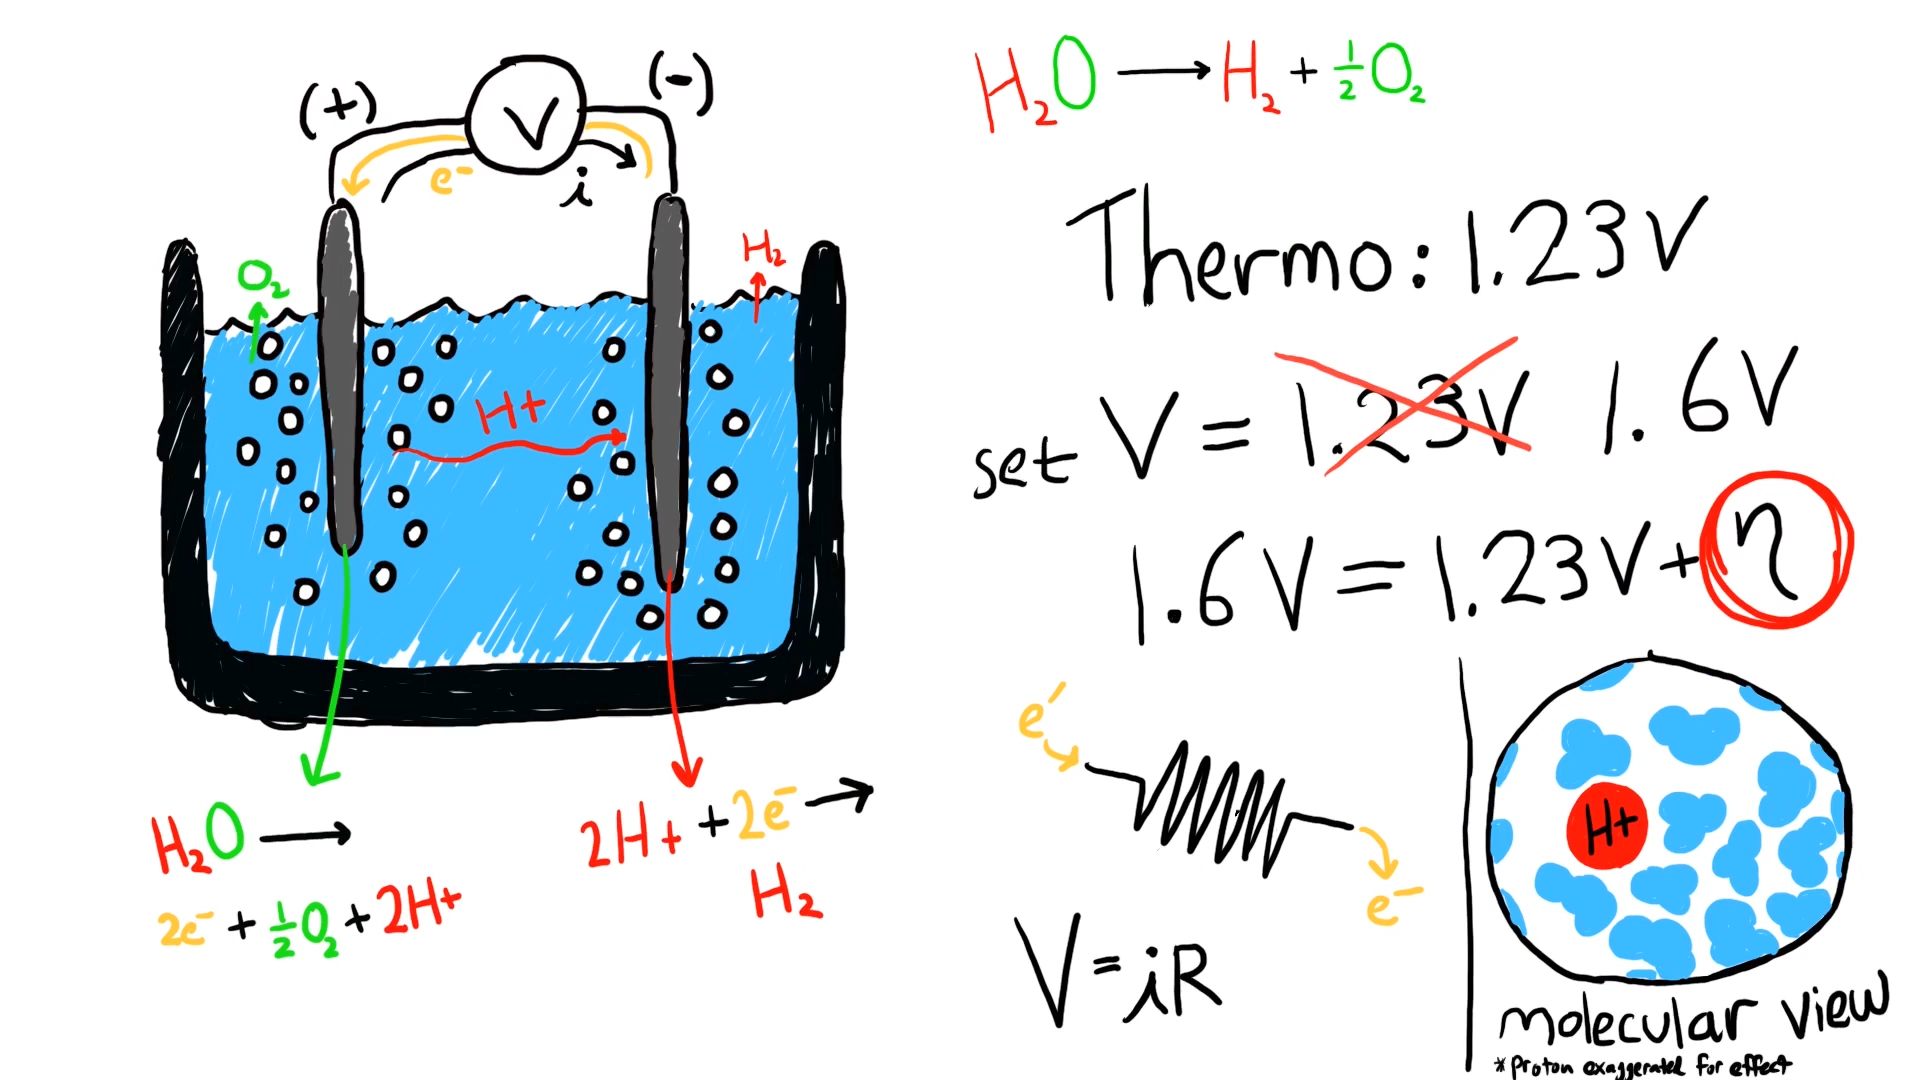 (+)
V
(-)
e⁻
i
O₂
H₂
H+
H₂O ⟶
2e⁻ + ½O₂ + 2H+
2H+ + 2e⁻ →
H₂
H₂O ⟶ H₂ + ½O₂
Thermo: 1.23V
set V = 1.23V 1.6V
1.6V = 1.23V + η
e⁻
e⁻
V = iR
H+
molecular view
*Proton exaggerated for effect